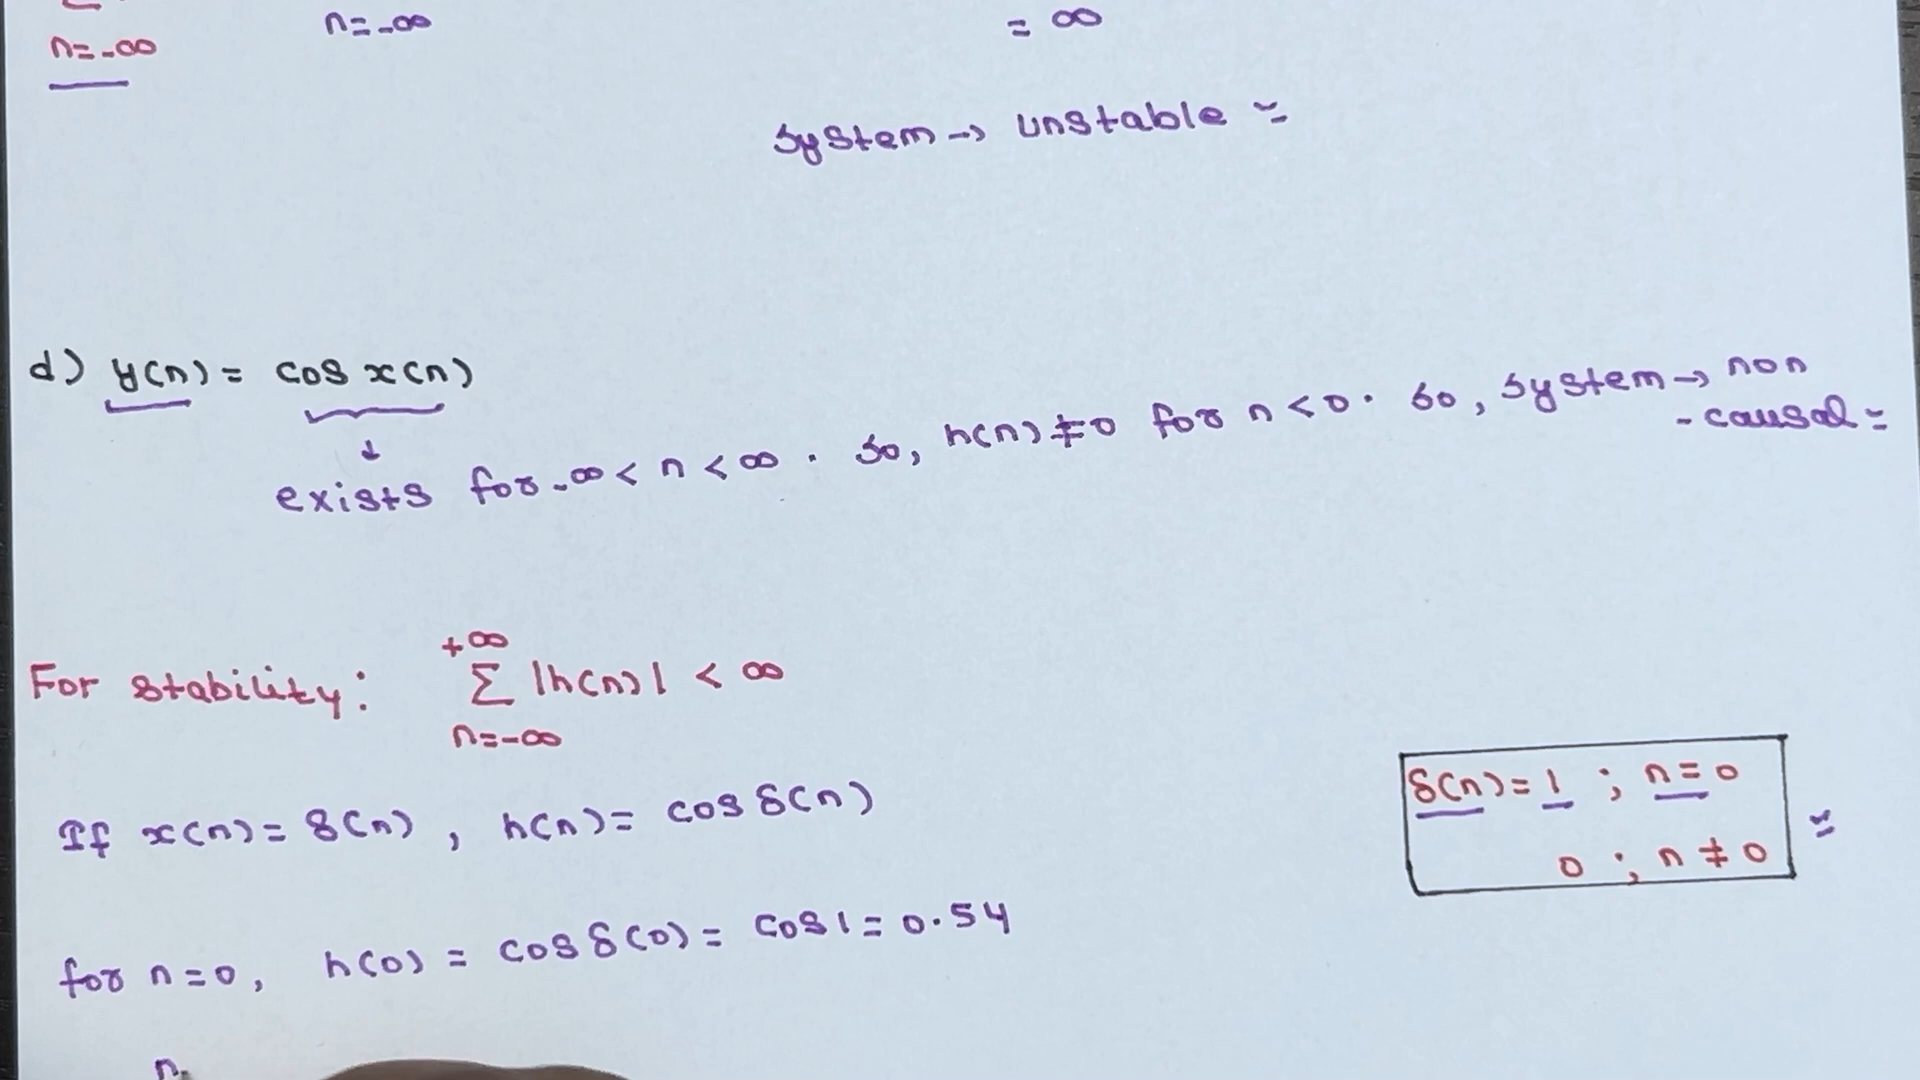 n=-∞
n=-∞
= ∞
System → unstable
d) y(n) = cos x(n)
exists for -∞ < n < ∞ . So, h(n) ≠ 0 for n < 0 . So, System → non
-causal
For stability: +∞
Σ |h(n)| < ∞
n=-∞
If x(n) = δ(n) , h(n) = cos δ(n)
δ(n) = 1 ; n = 0
0 ; n ≠ 0
for n = 0, h(0) = cos δ(0) = cos 1 = 0.54
n